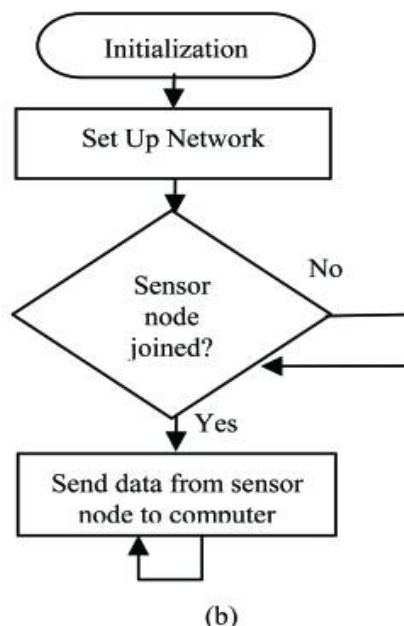 Initialization
Set Up Network
No
Sensor
node
joined?
Yes
Send data from sensor
node to computer
(b)